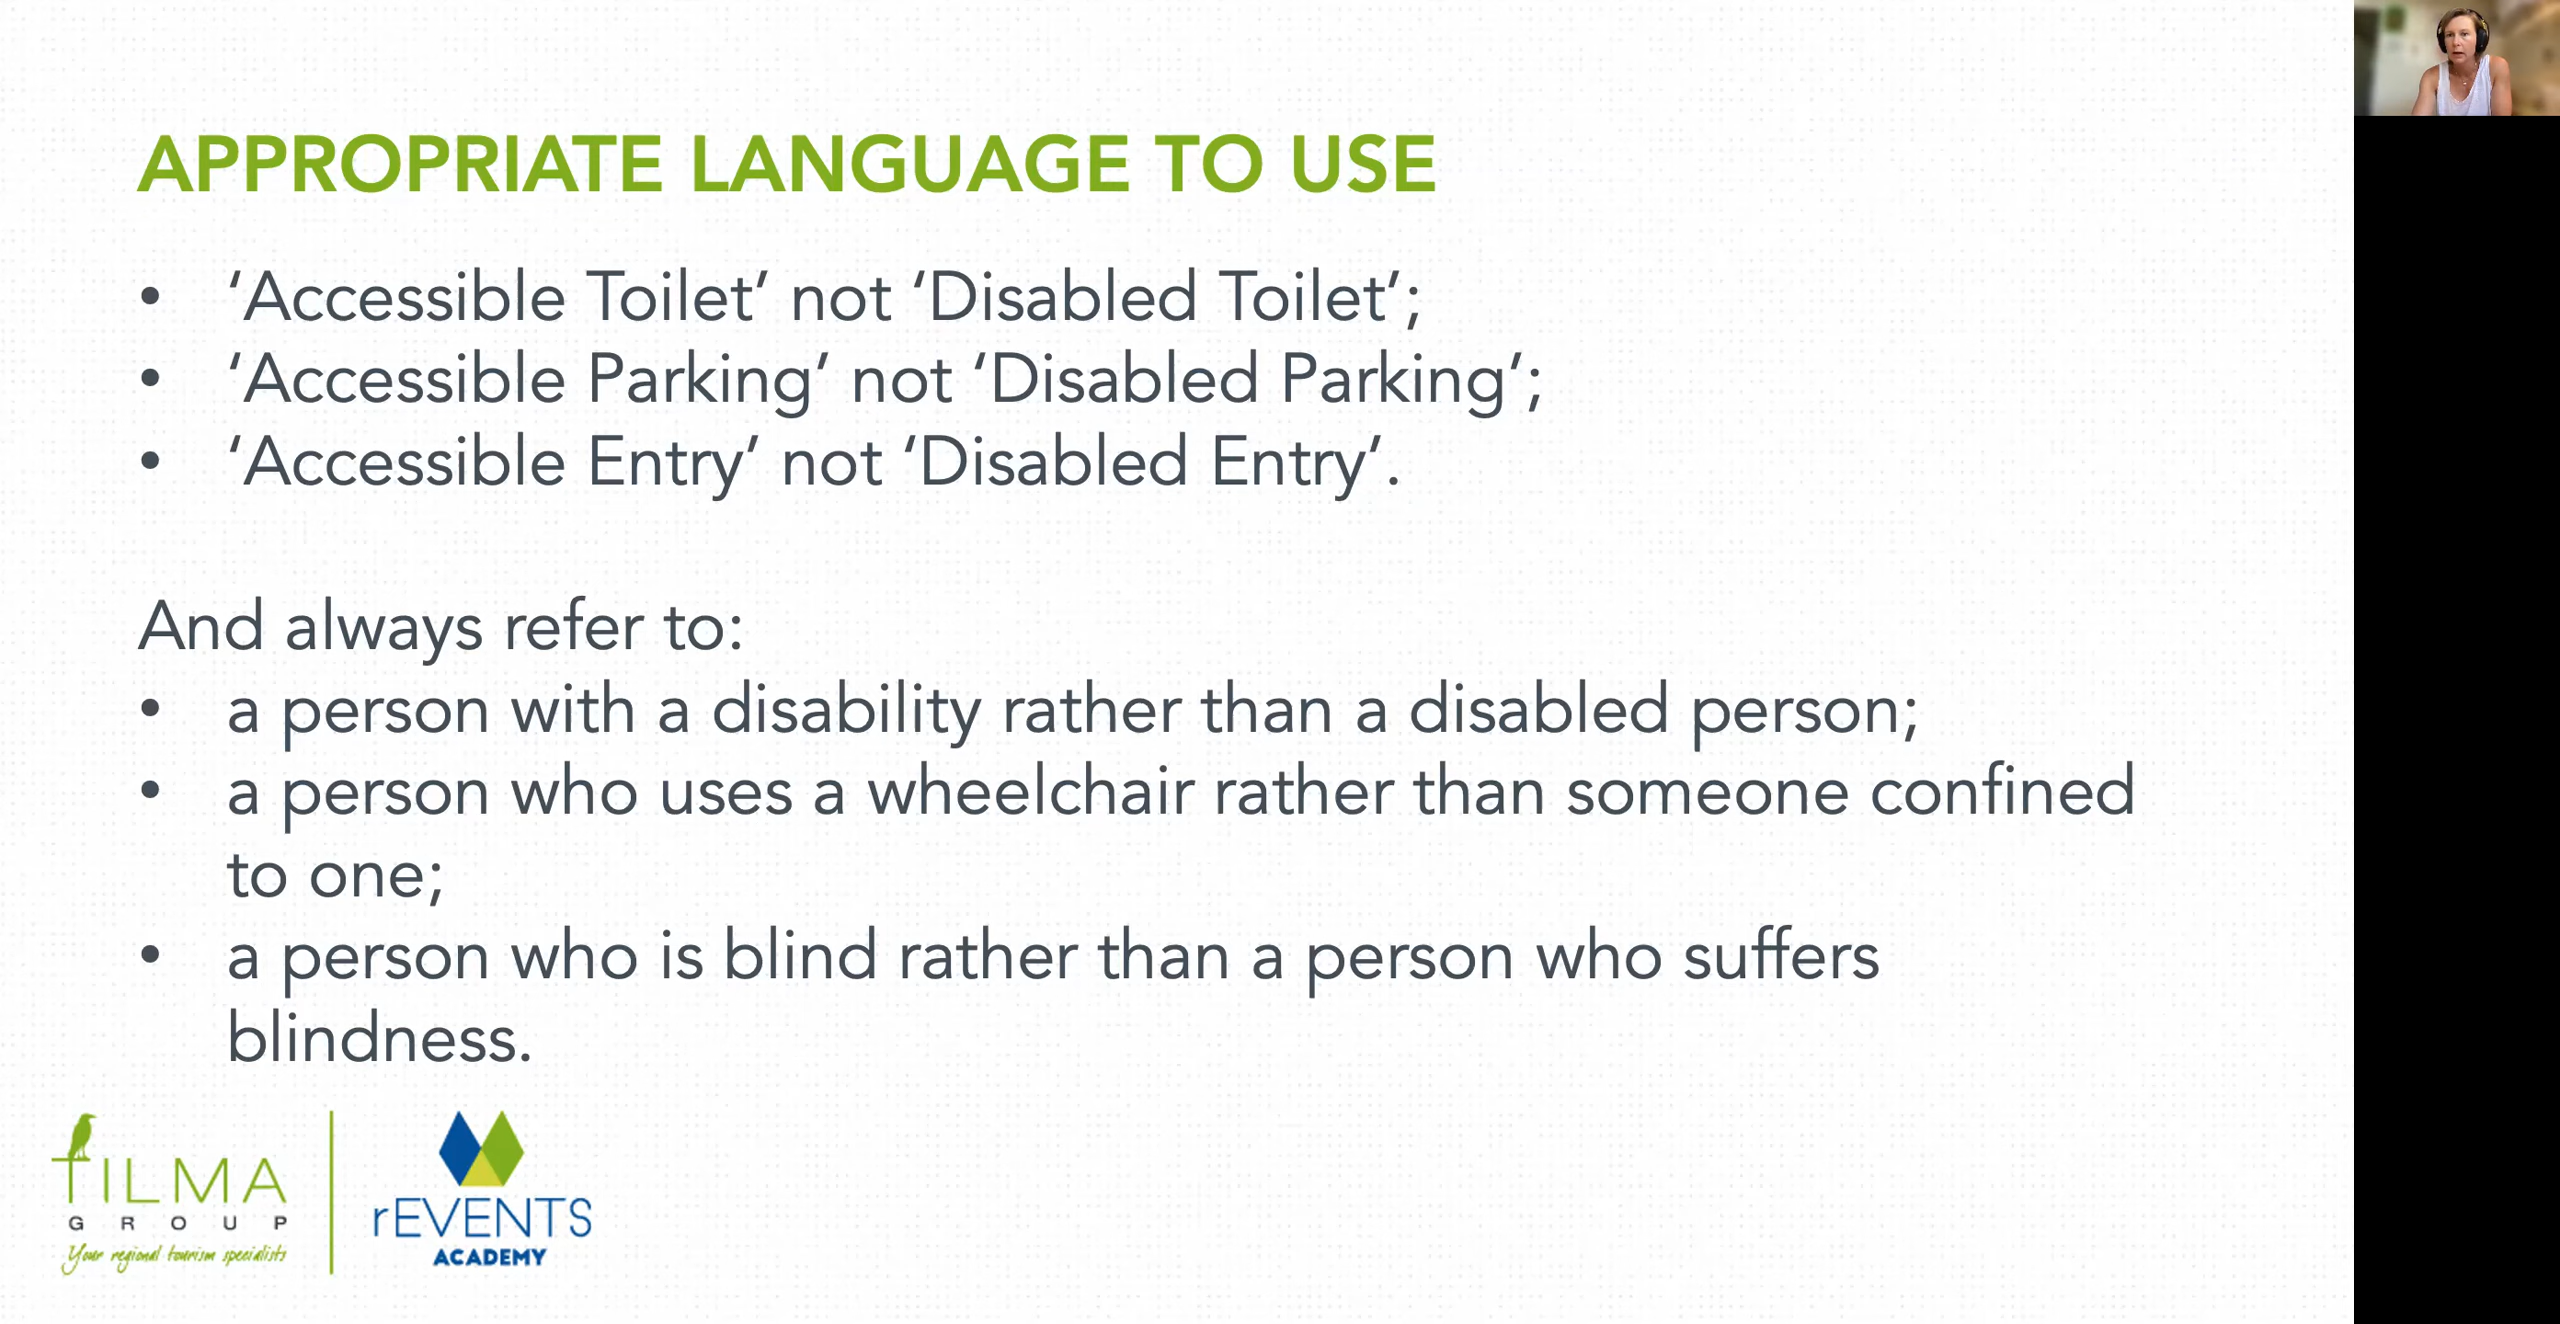 APPROPRIATE LANGUAGE TO USE
• ‘Accessible Toilet’ not ‘Disabled Toilet’;
• ‘Accessible Parking’ not ‘Disabled Parking’;
• ‘Accessible Entry’ not ‘Disabled Entry’.
And always refer to:
• a person with a disability rather than a disabled person;
• a person who uses a wheelchair rather than someone confined
to one;
• a person who is blind rather than a person who suffers
blindness.
TILMA
GROUP
Your regional tourism specialists
rEVENTS
ACADEMY